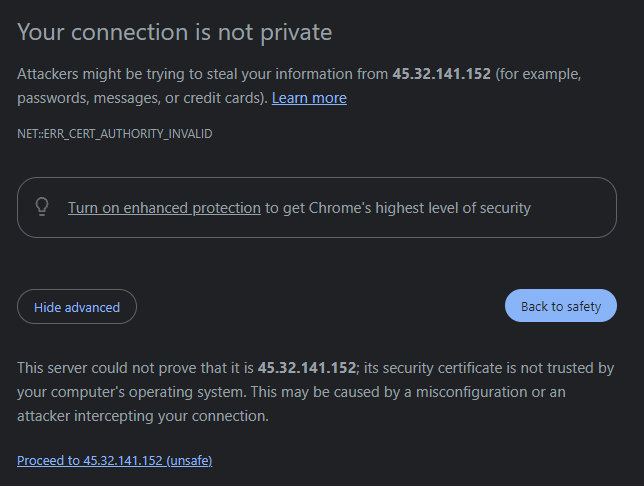 Your connection is not private
Attackers might be trying to steal your information from 45.32.141.152 (for example,
passwords, messages, or credit cards). Learn more
NET::ERR_CERT_AUTHORITY_INVALID
Turn on enhanced protection to get Chrome's highest level of security
Hide advanced
Back to safety
This server could not prove that it is 45.32.141.152; its security certificate is not trusted by
your computer's operating system. This may be caused by a misconfiguration or an
attacker intercepting your connection.
Proceed to 45.32.141.152 (unsafe)